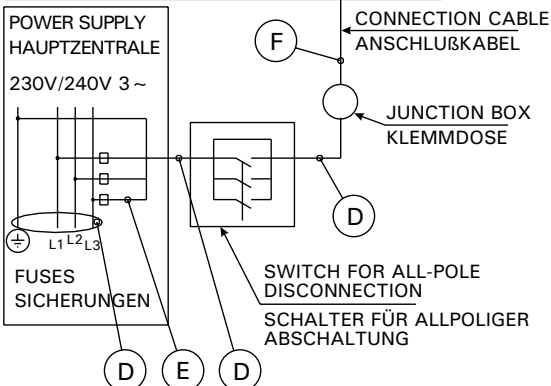 POWER SUPPLY
HAUPTZENTRALE
230V/240V 3~
L1 L2 L3
FUSES
SICHERUNGEN
CONNECTION CABLE
ANSCHLUßKABEL
F
JUNCTION BOX
KLEMMDOSE
D
SWITCH FOR ALL-POLE
DISCONNECTION
SCHALTER FÜR ALLPOLIGER
ABSCHALTUNG
D E D